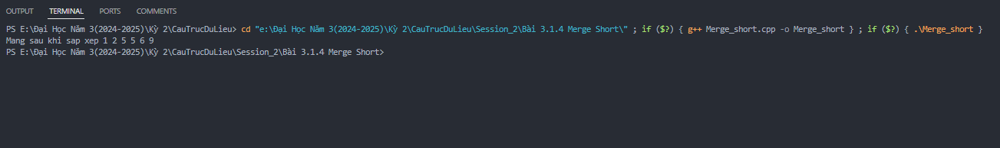 OUTPUT TERMINAL PORTS COMMENTS
PS E:\Đại Học Năm 3(2024-2025)\Kỳ 2\CauTrucDuLieu> cd "e:\Đại Học Năm 3(2024-2025)\Kỳ 2\CauTrucDuLieu\Session_2\Bài 3.1.4 Merge Short\" ; if ($?) { g++ Merge_short.cpp -o Merge_short } ; if ($?) { .\Merge_short }
Mang sau khi sap xep 1 2 5 5 6 9
PS E:\Đại Học Năm 3(2024-2025)\Kỳ 2\CauTrucDuLieu\Session_2\Bài 3.1.4 Merge Short>